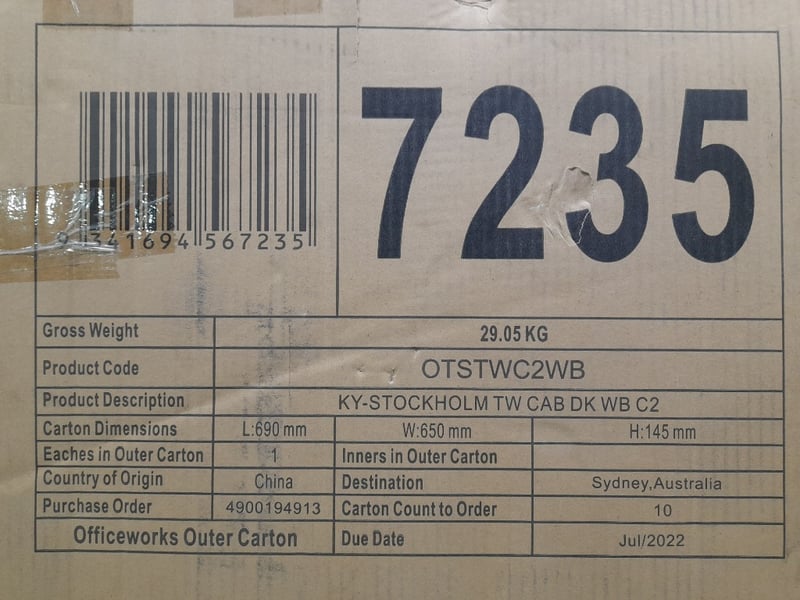 7235
9 341694 567235
Gross Weight 29.05 KG
Product Code OTSTWC2WB
Product Description KY-STOCKHOLM TW CAB DK WB C2
Carton Dimensions L:690 mm W:650 mm H:145 mm
Eaches in Outer Carton 1 Inners in Outer Carton
Country of Origin China Destination Sydney,Australia
Purchase Order 4900194913 Carton Count to Order 10
Officeworks Outer Carton Due Date Jul/2022